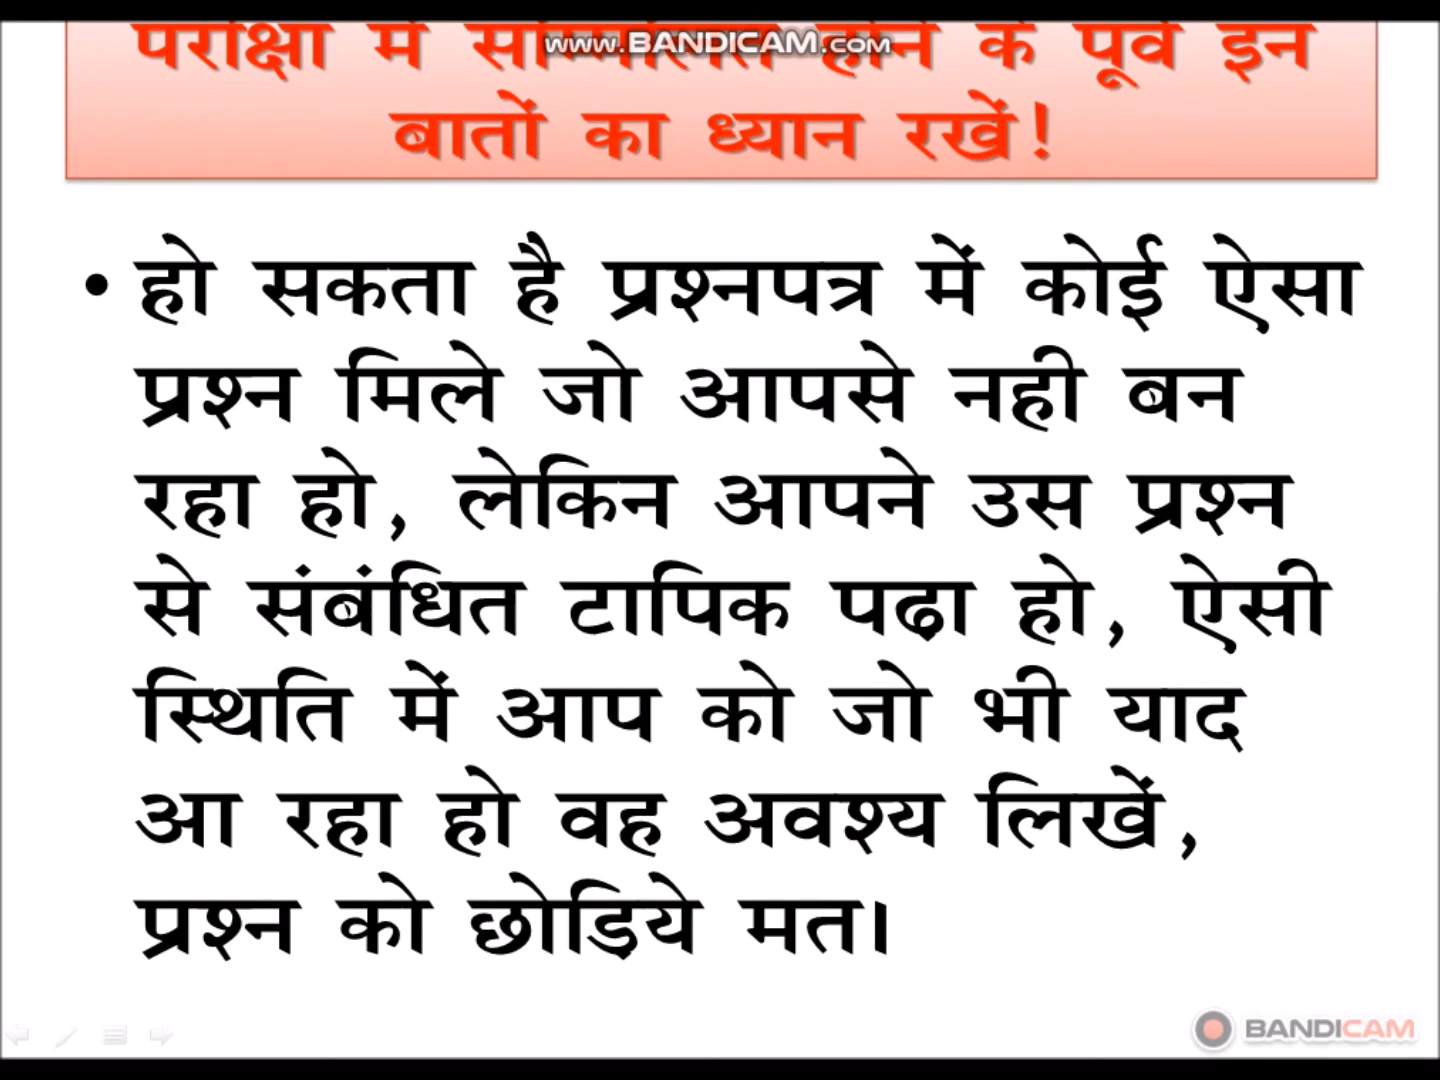 परीक्षा में सम्मिलित होने के पूर्व इन
www.BANDICAM.com
बातों का ध्यान रखें!
• हो सकता है प्रश्नपत्र में कोई ऐसा
प्रश्न मिले जो आपसे नही बन
रहा हो, लेकिन आपने उस प्रश्न
से संबंधित टापिक पढ़ा हो, ऐसी
स्थिति में आप को जो भी याद
आ रहा हो वह अवश्य लिखें,
प्रश्न को छोड़िये मत।
BANDICAM